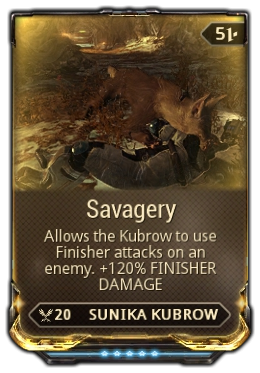 51
Savagery
Allows the Kubrow to use
Finisher attacks on an
enemy. +120% FINISHER
DAMAGE
20 SUNIKA KUBROW